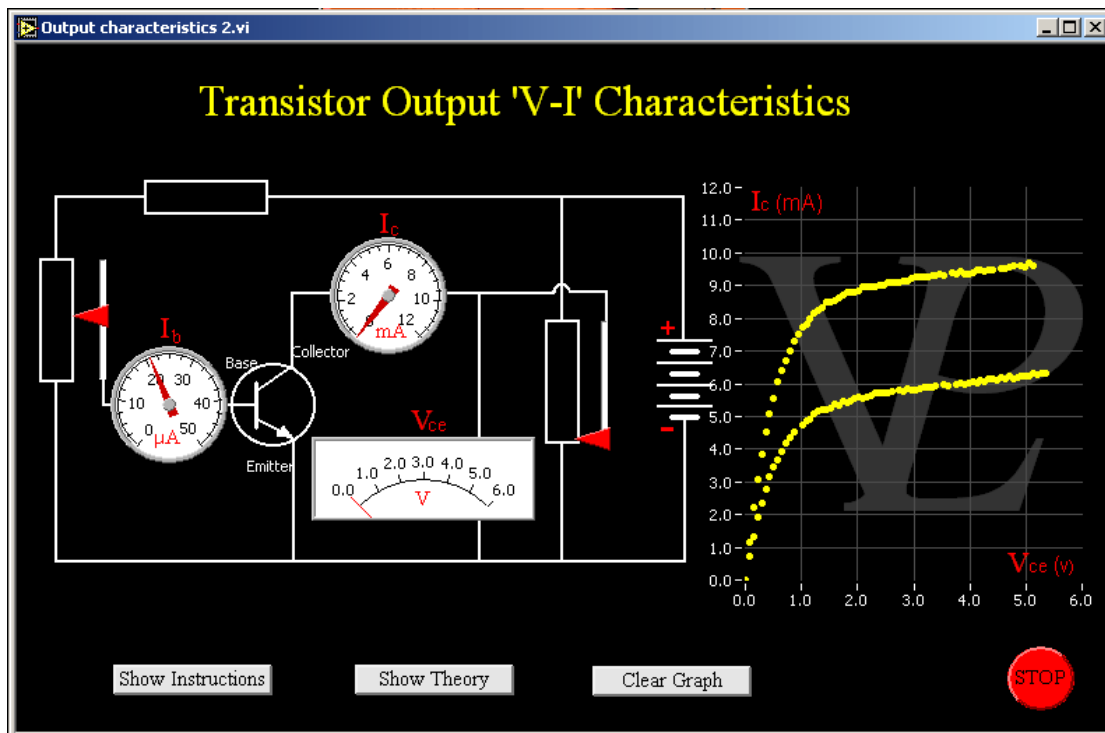 Output characteristics 2.vi
Transistor Output 'V-I' Characteristics
Ic
0 2 4 6 8 10 12
mA
Ib
0 10 20 30 40 50
µA
Base
Collector
Emitter
Vce
0.0 1.0 2.0 3.0 4.0 5.0 6.0
V
+
-
Ic (mA)
12.0
11.0
10.0
9.0
8.0
7.0
6.0
5.0
4.0
3.0
2.0
1.0
0.0
VPL
Vce (v)
0.0 1.0 2.0 3.0 4.0 5.0 6.0
Show Instructions
Show Theory
Clear Graph
STOP